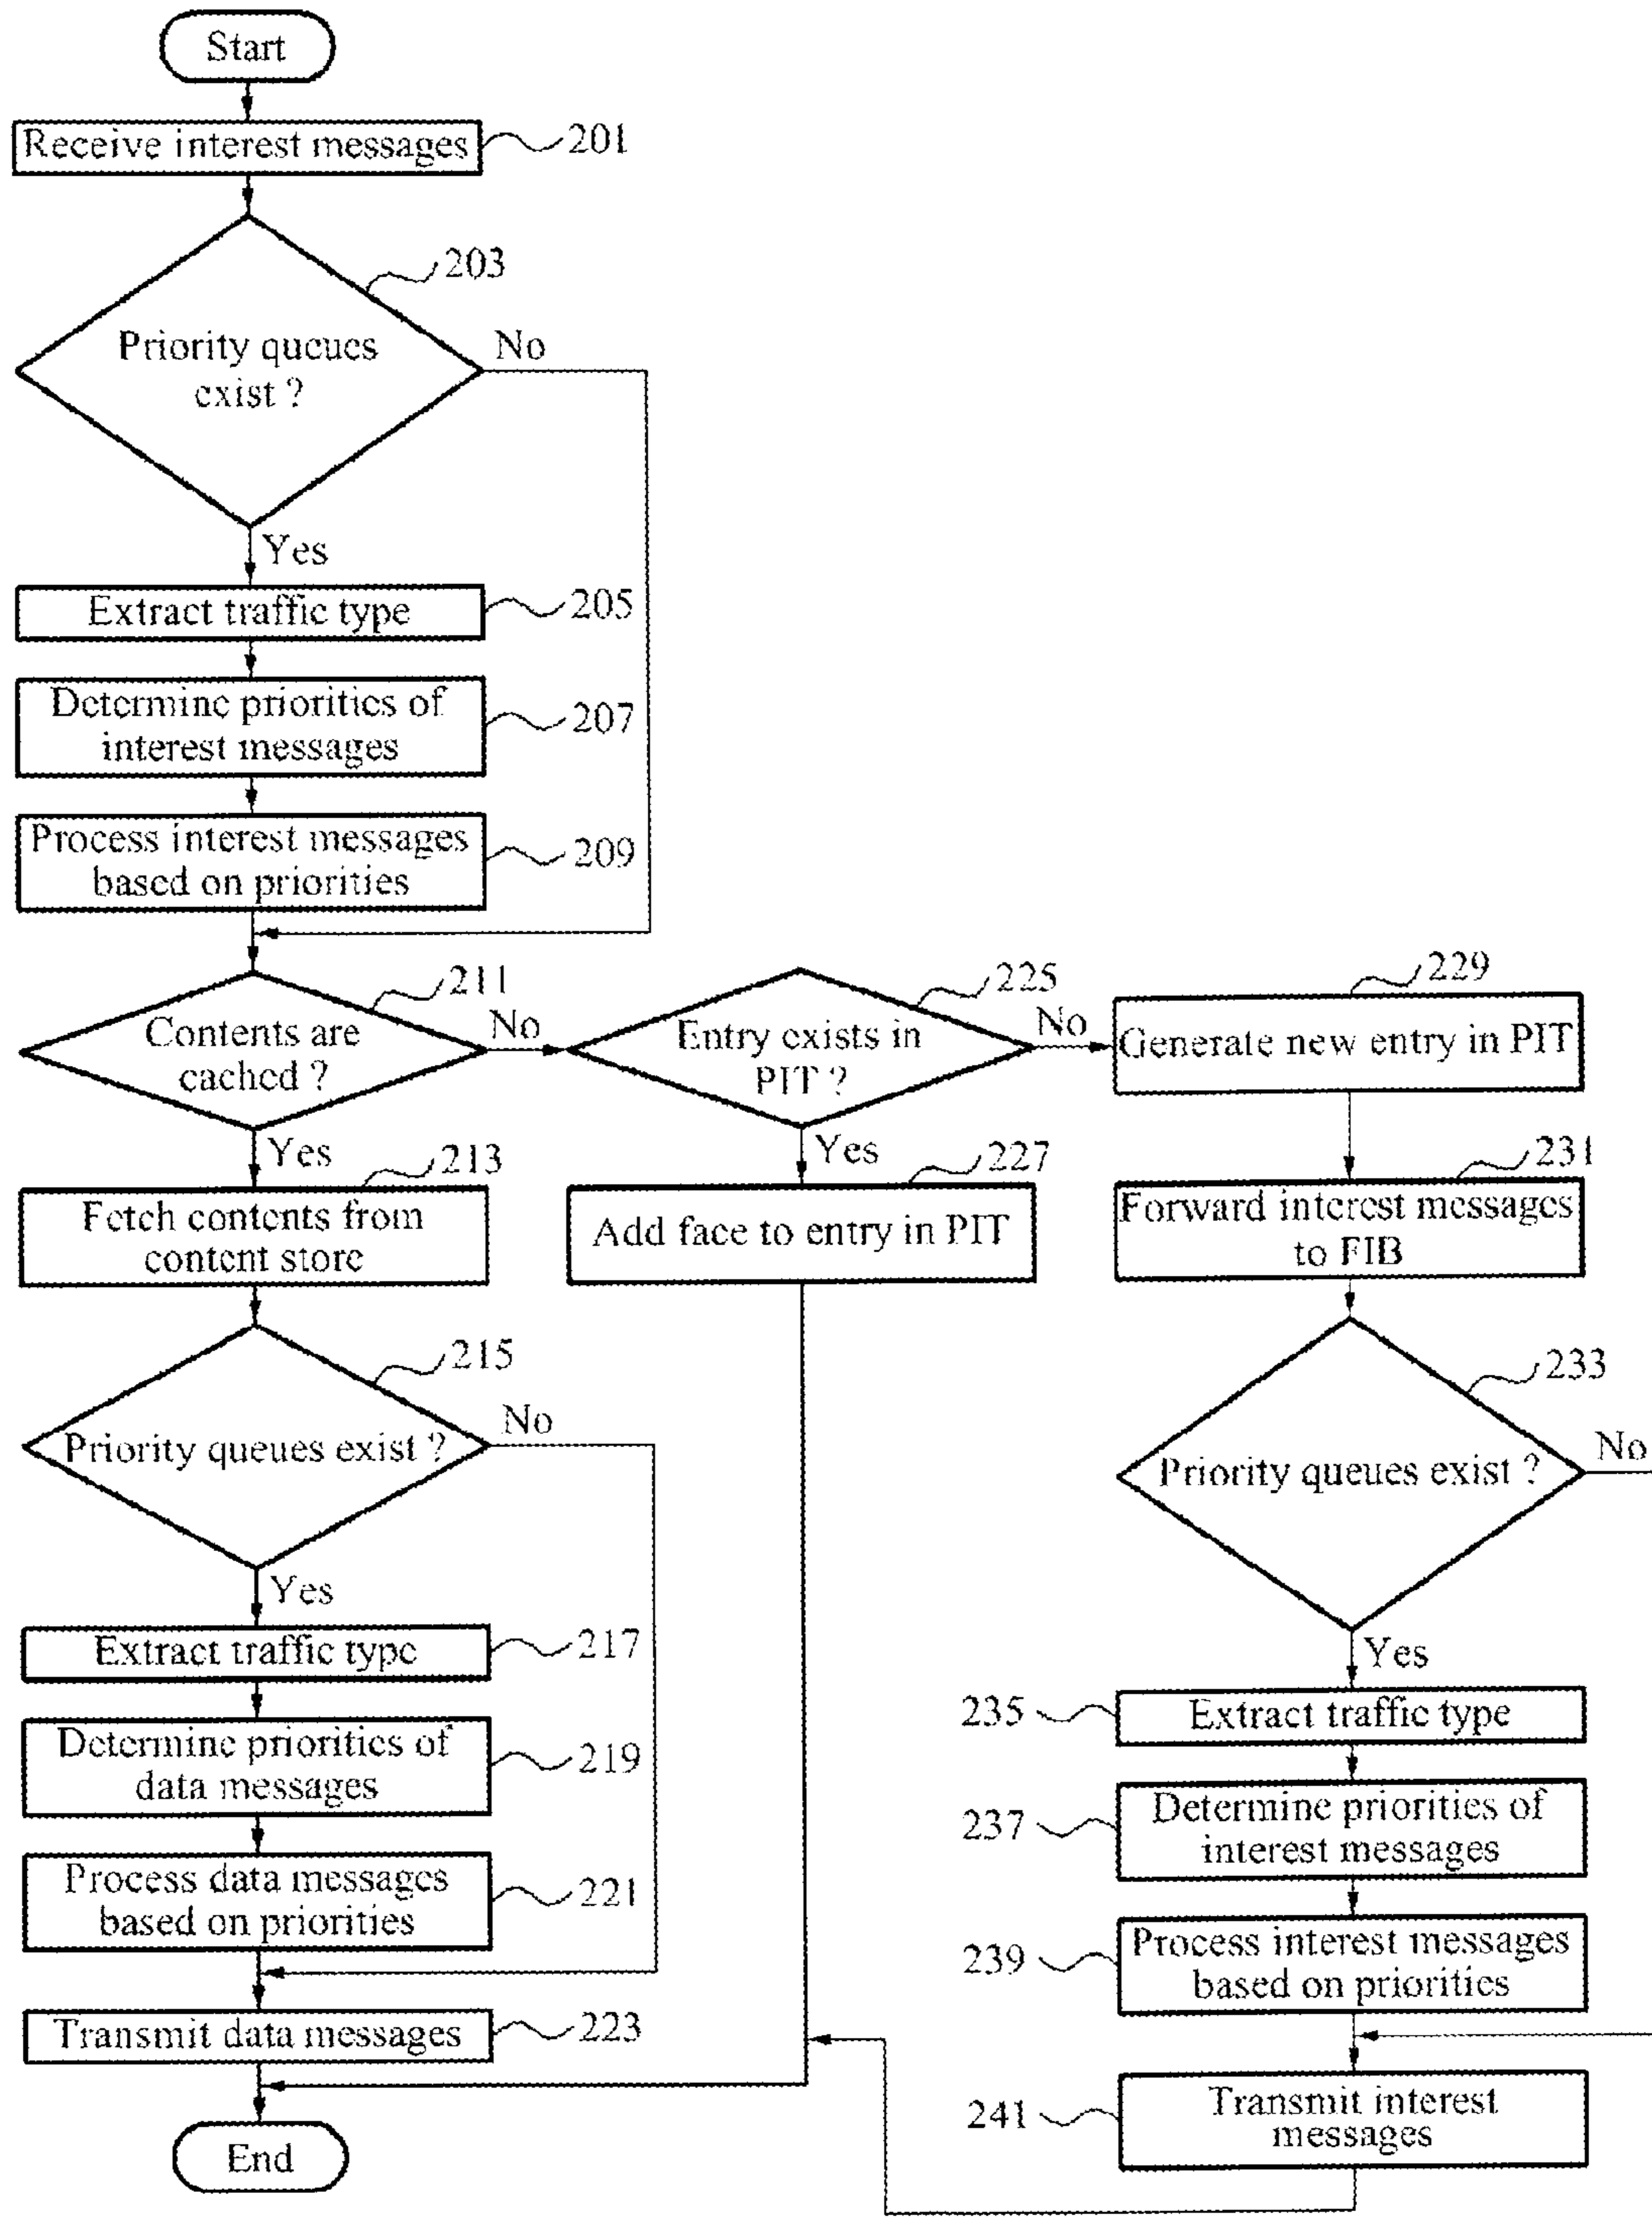 Start
Receive interest messages
201
203
Priority queues
exist ?
No
Yes
Extract traffic type
205
Determine priorities of
interest messages
207
Process interest messages
based on priorities
209
211
Contents are
cached ?
No
Yes
213
Fetch contents from
content store
215
Priority queues exist ?
No
Yes
Extract traffic type
217
Determine priorities of
data messages
219
Process data messages
based on priorities
221
Transmit data messages
223
End
225
Entry exists in
PIT ?
No
Yes
227
Add face to entry in PIT
229
Generate new entry in PIT
231
Forward interest messages
to FIB
233
Priority queues exist ?
No
Yes
235
Extract traffic type
237
Determine priorities of
interest messages
239
Process interest messages
based on priorities
241
Transmit interest
messages